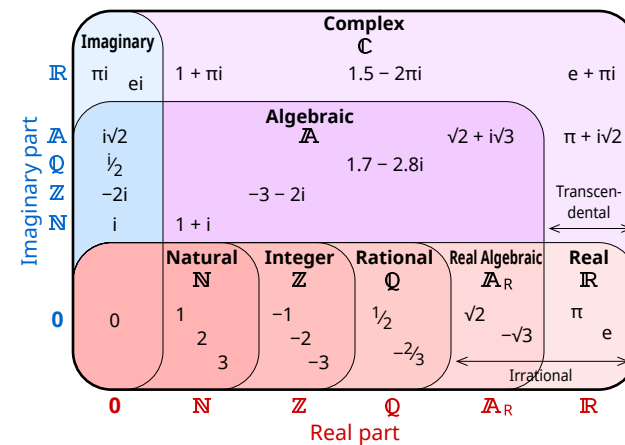 Complex
ℂ
Imaginary
ℝ πi ei 1 + πi 1.5 − 2πi e + πi
Algebraic
𝔸
𝔸 i√2 √2 + i√3 π + i√2
ℚ i⁄2 1.7 − 2.8i
ℤ −2i −3 − 2i
Transcen-
dental
ℕ i 1 + i
Imaginary part
Natural Integer Rational Real Algebraic Real
ℕ ℤ ℚ 𝔸R ℝ
0 0 1 −1 1⁄2 √2 π
2 −2 −√3 e
3 −3 −2⁄3
Irrational
0 ℕ ℤ ℚ 𝔸R ℝ
Real part